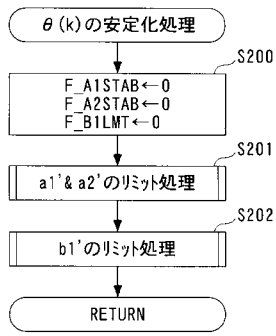 θ(k)の安定化処理
S200
F_A1STAB←0
F_A2STAB←0
F_B1LMT←0
S201
a1'&a2'のリミット処理
S202
b1'のリミット処理
RETURN